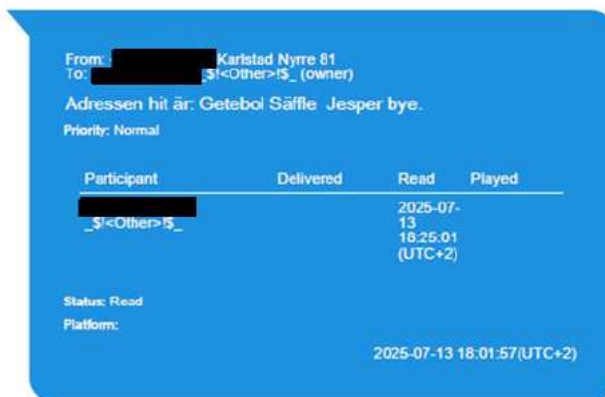 From: Karlstad Nyrre 81
To: _$!<Other>!$_ (owner)
Adressen hit är: Getebol Säffle Jesper bye.
Priority: Normal
Participant Delivered Read Played
_$!<Other>!$_ 2025-07-
13
18:25:01
(UTC+2)
Status: Read
Platform:
2025-07-13 18:01:57(UTC+2)